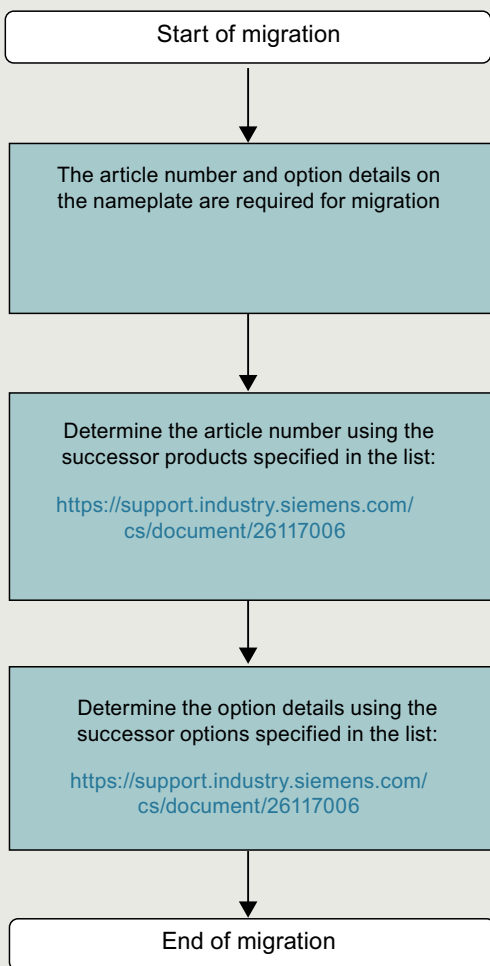 Start of migration
The article number and option details on
the nameplate are required for migration
Determine the article number using the
successor products specified in the list:
https://support.industry.siemens.com/
cs/document/26117006
Determine the option details using the
successor options specified in the list:
https://support.industry.siemens.com/
cs/document/26117006
End of migration